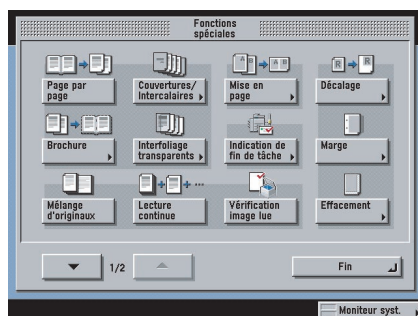 Fonctions
spéciales
Page par
page
Couvertures/
Intercalaires
Mise en
page
Décalage
Brochure
Interfoliage
transparents
Indication de
fin de tâche
Marge
Mélange
d'originaux
Lecture
continue
Vérification
image lue
Effacement
1/2
Fin
Moniteur syst.